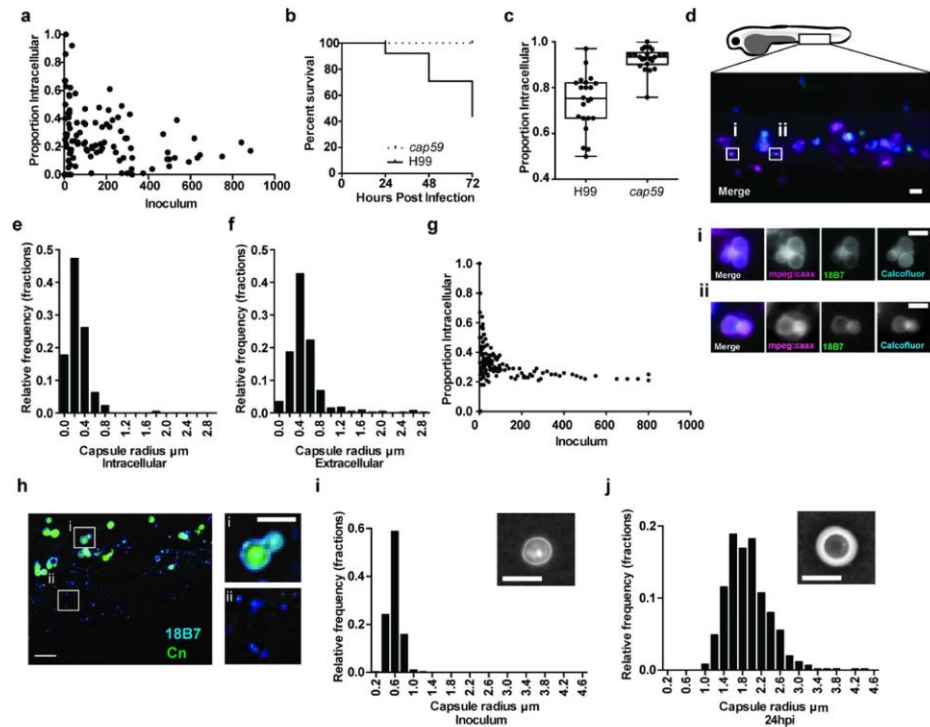 a
Proportion Intracellular
1.0
0.8
0.6
0.4
0.2
0.0
0 200 400 600 800 1000
Inoculum
b
Percent survival
100
80
60
40
20
0
0 24 48 72
Hours Post Infection
cap59
H99
c
Proportion Intracellular
1.0
0.8
0.6
0.4
H99 cap59
d
i ii
Merge
i
Merge mpeg:caax 18B7 Calcofluor
ii
Merge mpeg:caax 18B7 Calcofluor
e
Relative frequency (fractions)
0.5
0.4
0.3
0.2
0.1
0.0
0.0 0.4 0.8 1.2 1.6 2.0 2.4 2.8
Capsule radius µm
Intracellular
f
Relative frequency (fractions)
0.5
0.4
0.3
0.2
0.1
0.0
0.0 0.4 0.8 1.2 1.6 2.0 2.4 2.8
Capsule radius µm
Extracellular
g
Proportion Intracellular
1.0
0.8
0.6
0.4
0.2
0.0
0 200 400 600 800 1000
Inoculum
h
i
ii
18B7
Cn
i
ii
i
Relative frequency (fractions)
0.6
0.4
0.2
0.0
0.2 0.6 1.0 1.4 1.8 2.2 2.6 3.0 3.4 3.8 4.2 4.6
Capsule radius µm
Inoculum
j
Relative frequency (fractions)
0.2
0.1
0.0
0.2 0.6 1.0 1.4 1.8 2.2 2.6 3.0 3.4 3.8 4.2 4.6
Capsule radius µm
24hpi